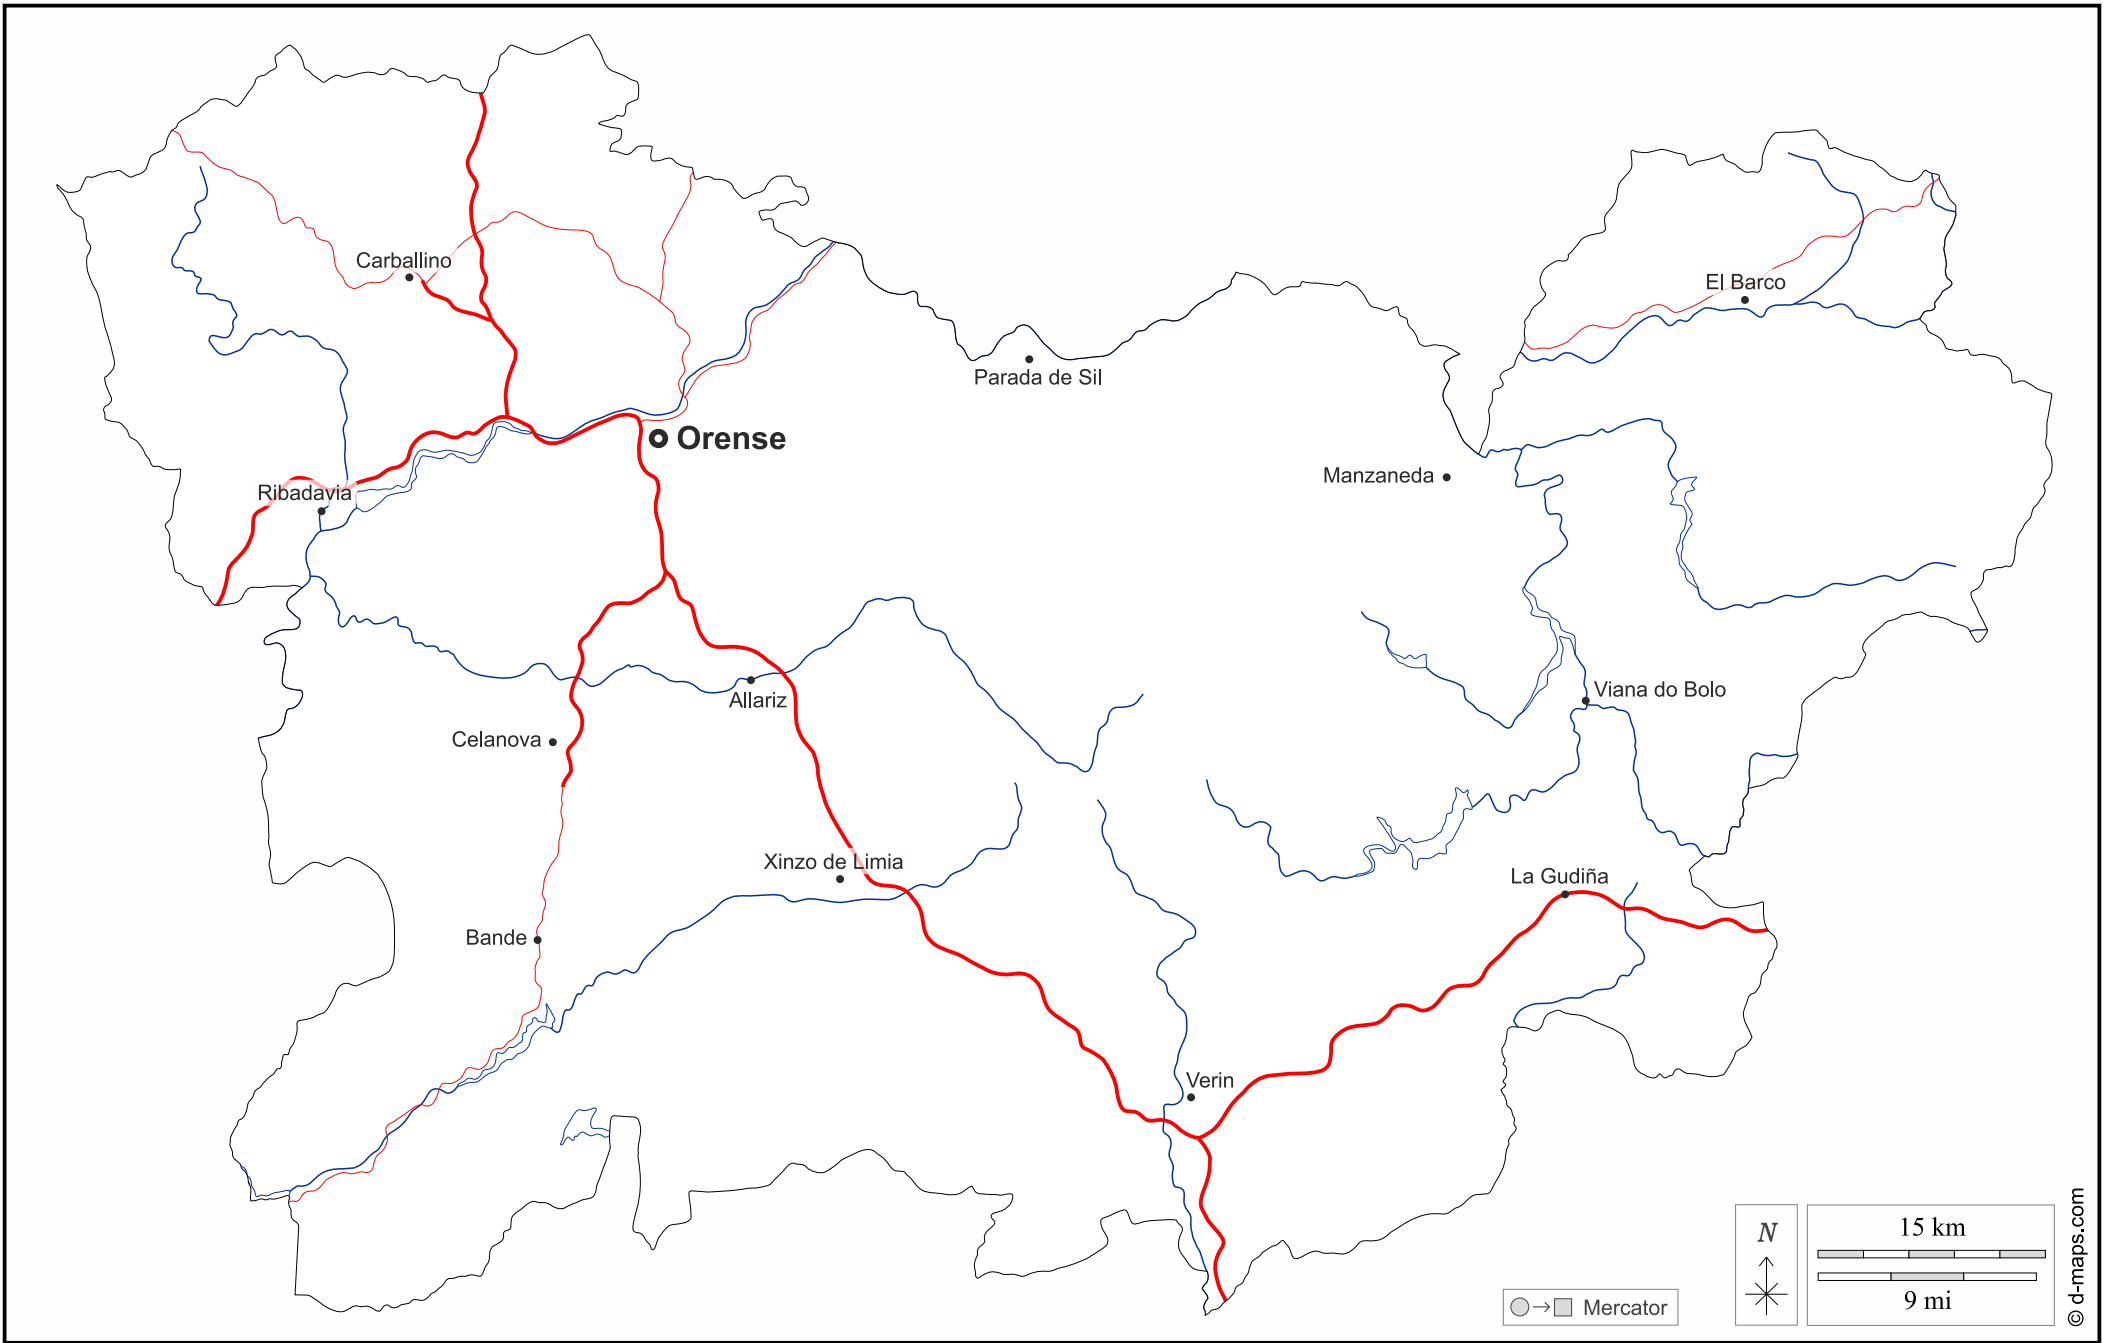 Carballino
El Barco
Parada de Sil
Orense
Manzaneda
Ribadavia
Viana do Bolo
Allariz
Celanova
Xinzo de Limia
La Gudiña
Bande
Verin
N
15 km
9 mi
Mercator
© d-maps.com